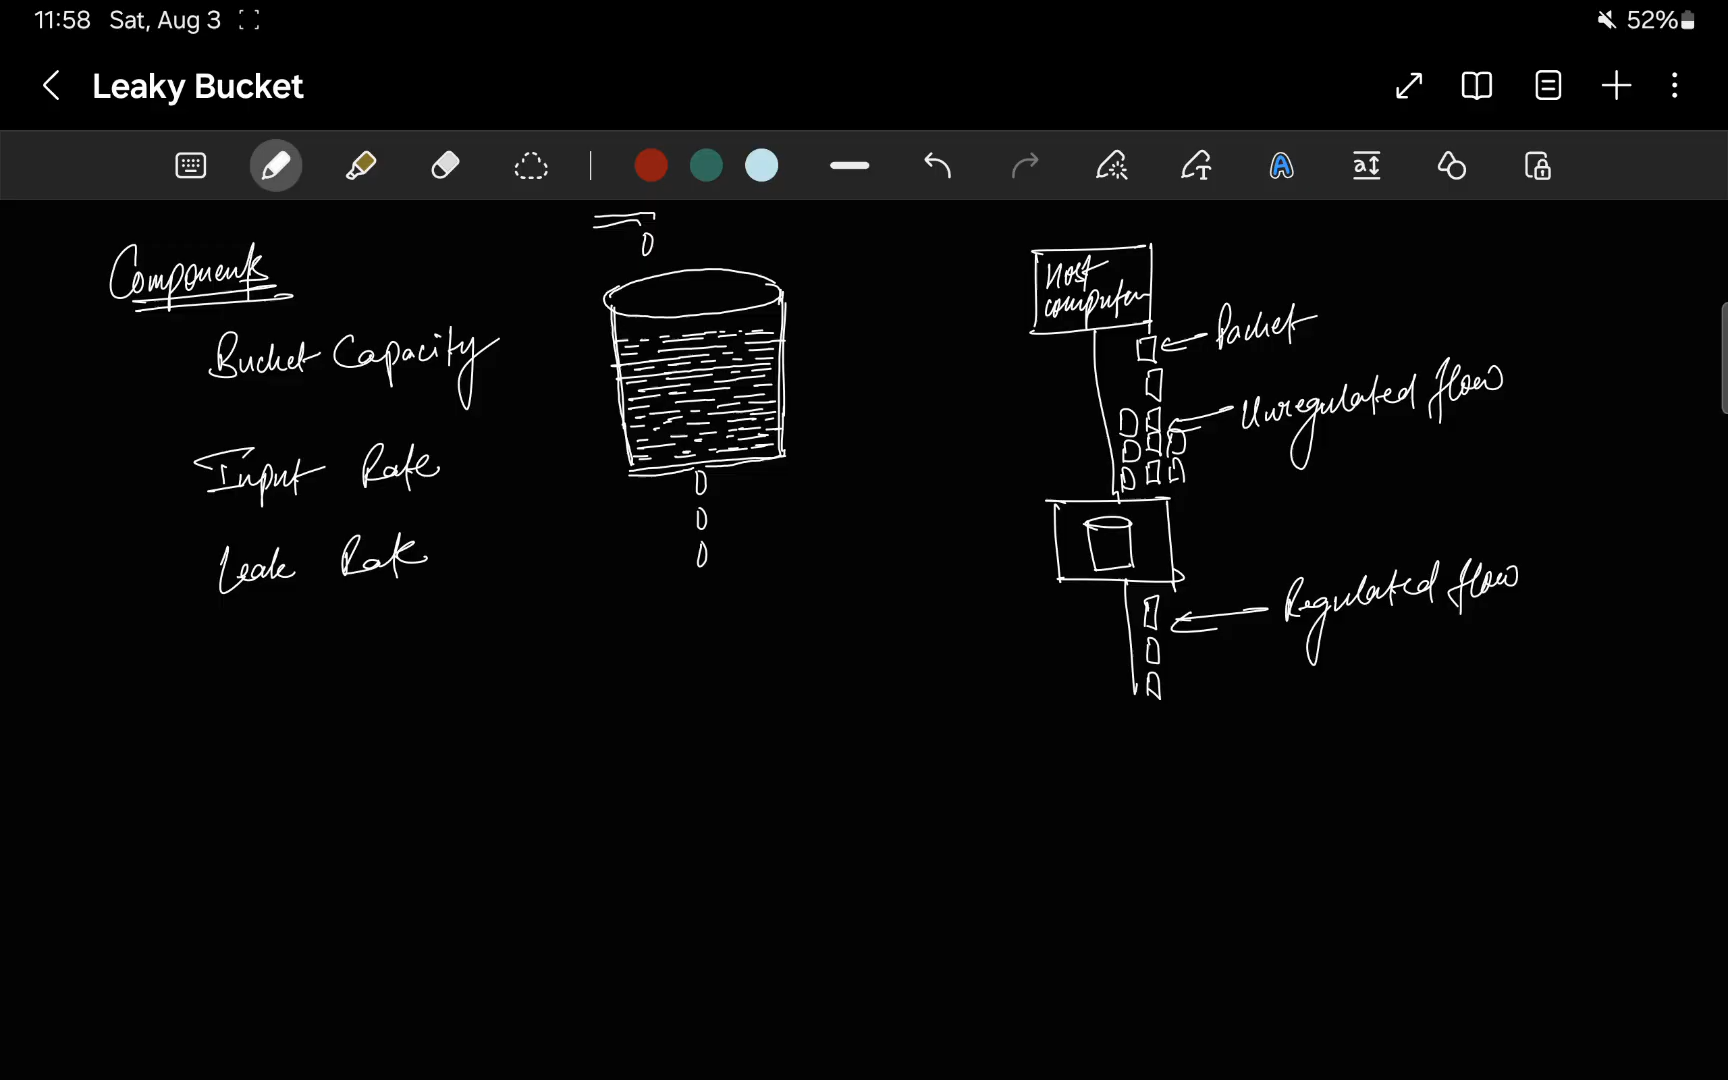 11:58 Sat, Aug 3 52%
Leaky Bucket
Components
Bucket Capacity
Input Rate
Leak Rate
Host
computer
Packet
Unregulated flow
Regulated flow